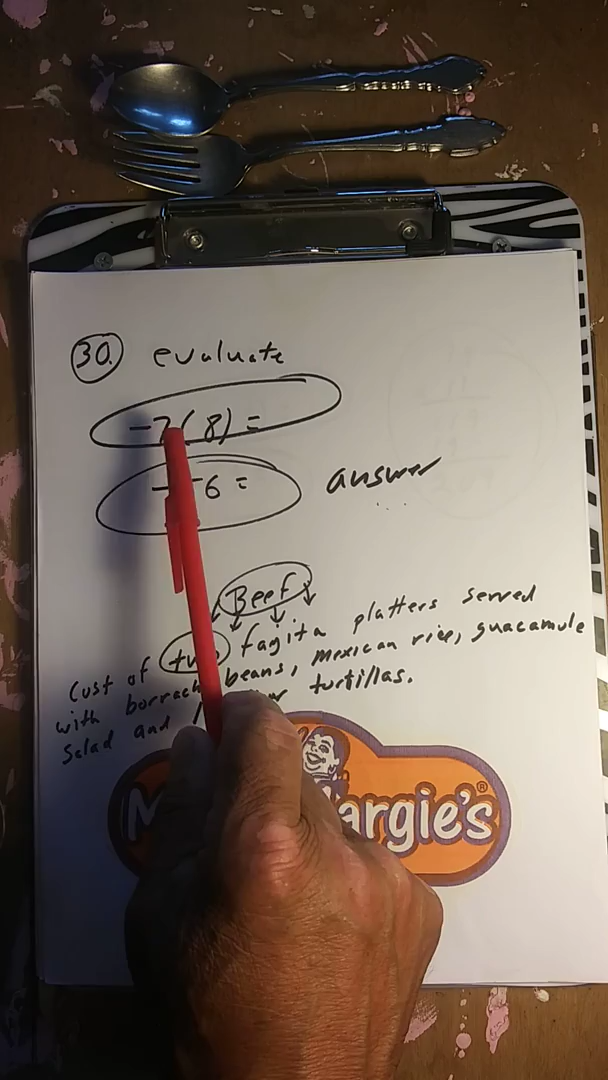 30. evaluate
-7(8) =
6 =
answer
Beef
Cost of two fagita platters served
with beans, mexican rice, guacamole
Salad and tortillas.
M argie's®